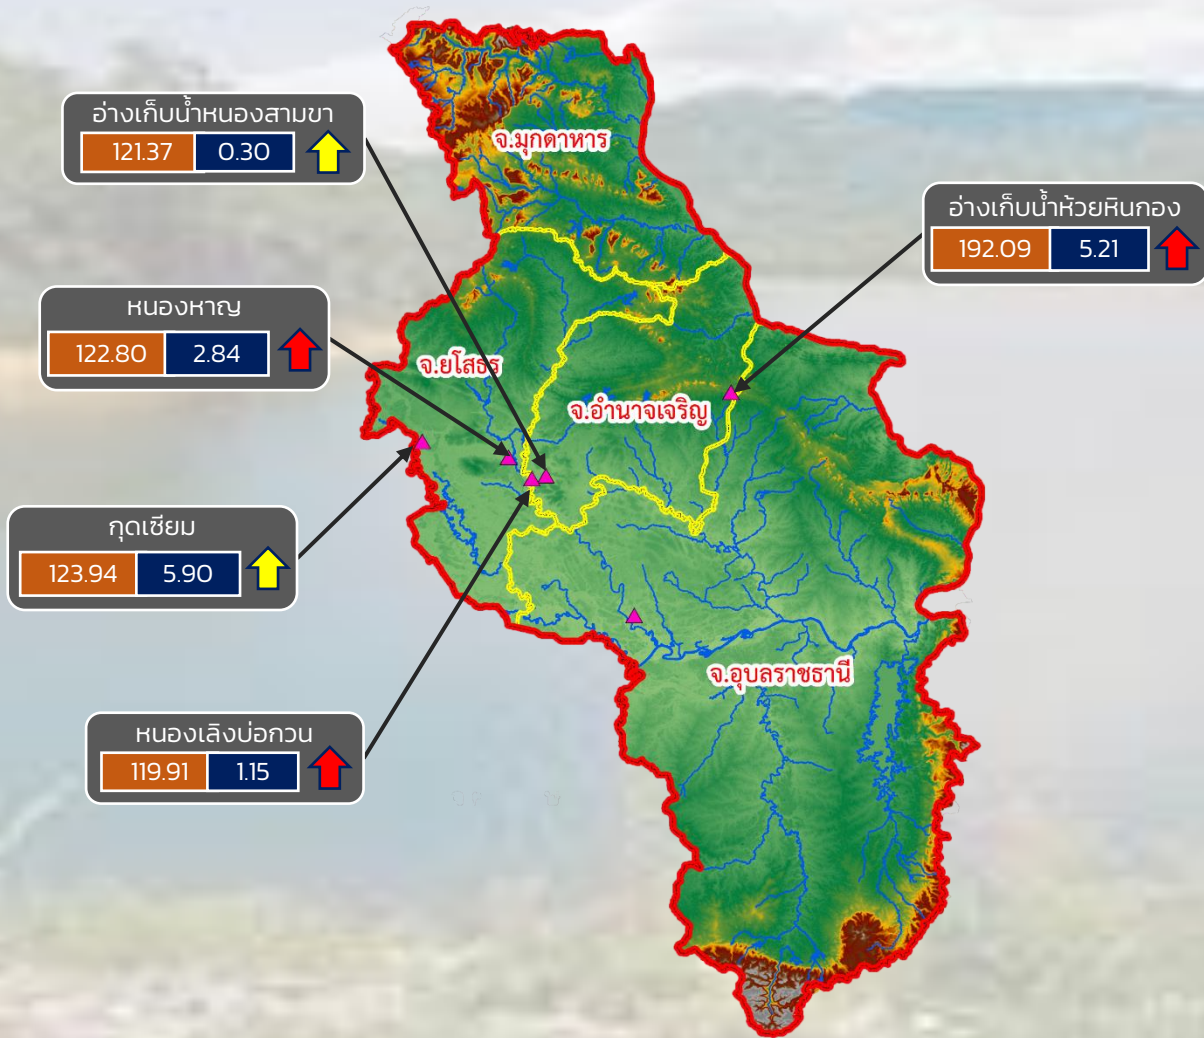 อ่างเก็บน้ำหนองสามขา
121.37 0.30
จ.มุกดาหาร
อ่างเก็บน้ำห้วยหินกอง
192.09 5.21
หนองหาญ
122.80 2.84
จ.ยโสธร
จ.อำนาจเจริญ
กุดเซียม
123.94 5.90
จ.อุบลราชธานี
หนองเลิงบ่อกวน
119.91 1.15